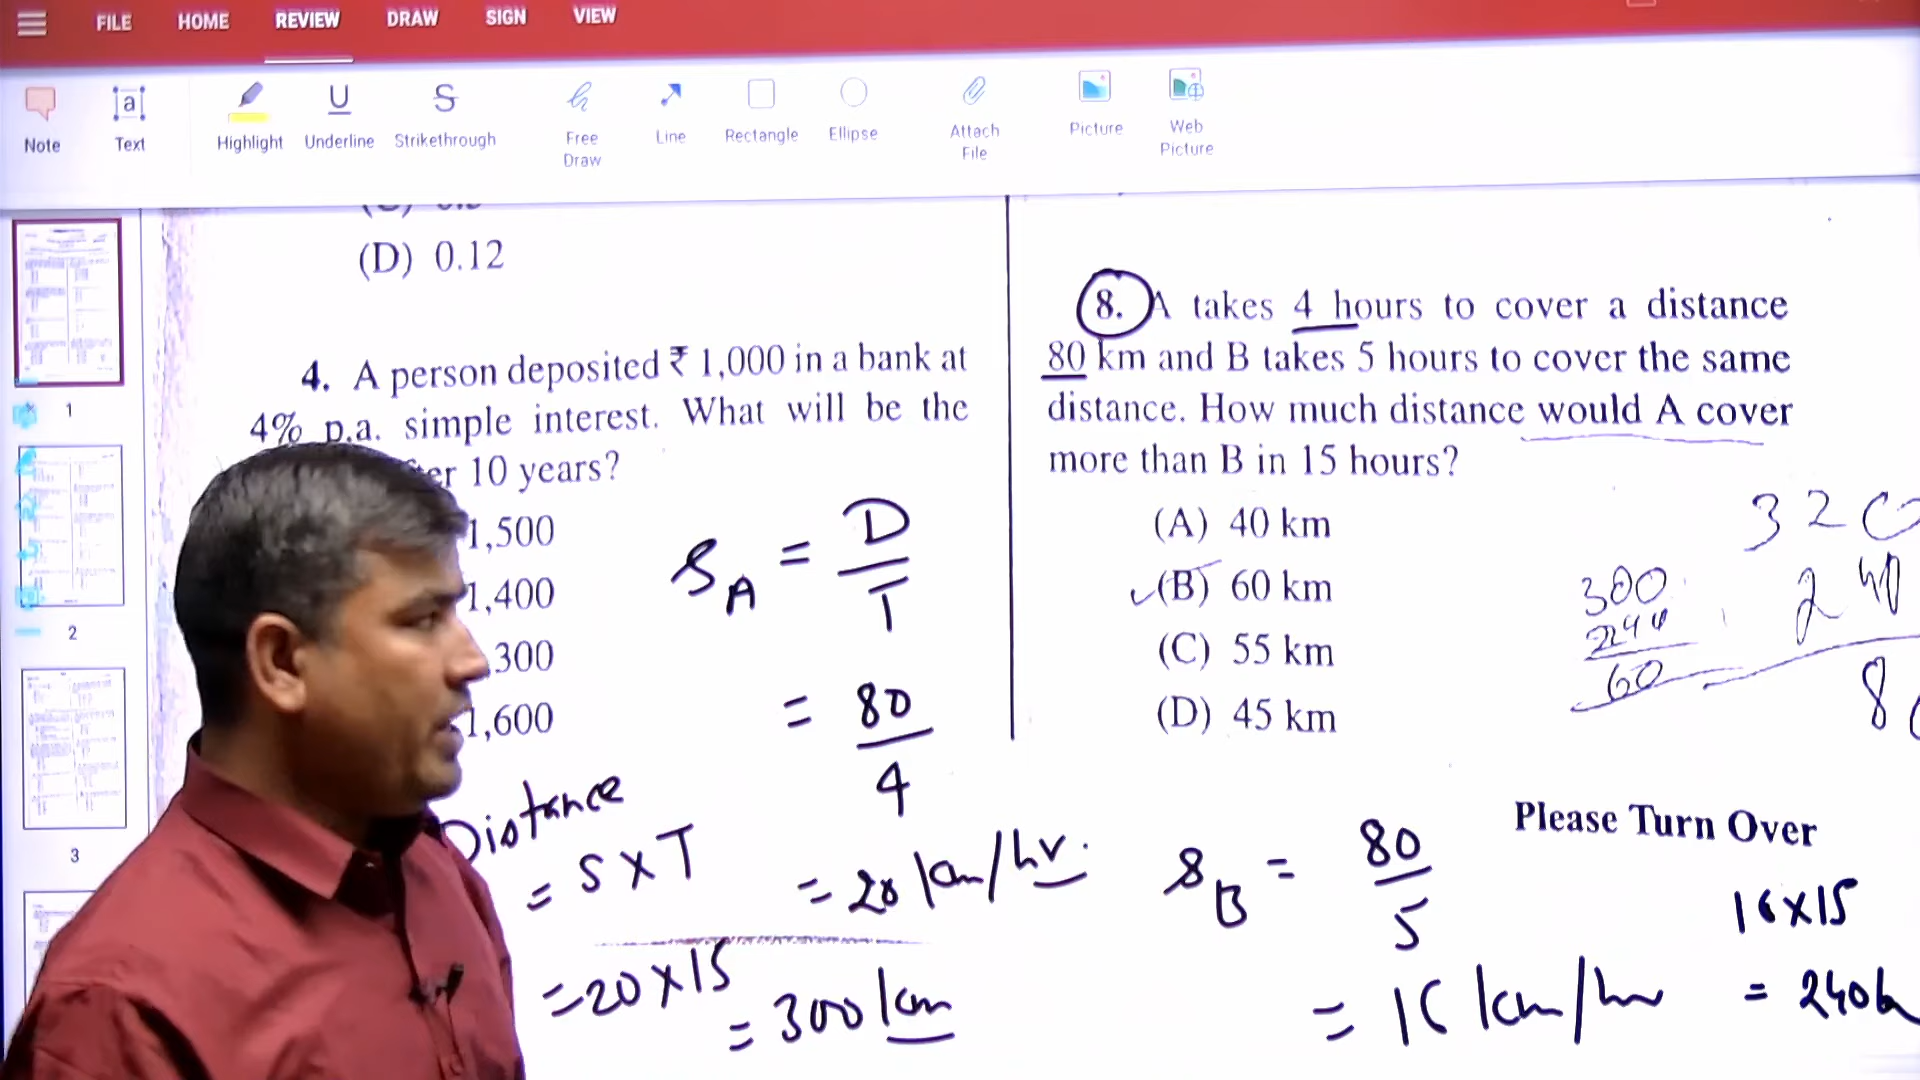 FILE HOME REVIEW DRAW SIGN VIEW
Note Text Highlight Underline Strikethrough Free Draw Line Rectangle Ellipse Attach File Picture Web Picture
(D) 0.12
4. A person deposited ₹ 1,000 in a bank at
4% p.a. simple interest. What will be the
10 years?
1,500
1,400
,300
1,600
S_A = D/T
= 80/4
= 20 km/hr.
Distance
= S × T
= 20 × 15
= 300 km
8. A takes 4 hours to cover a distance
80 km and B takes 5 hours to cover the same
distance. How much distance would A cover
more than B in 15 hours?
(A) 40 km
(B) 60 km
(C) 55 km
(D) 45 km
300
240
60
320
240
Please Turn Over
S_B = 80/5
= 16 km/hr
16×15
= 240k
1
2
3